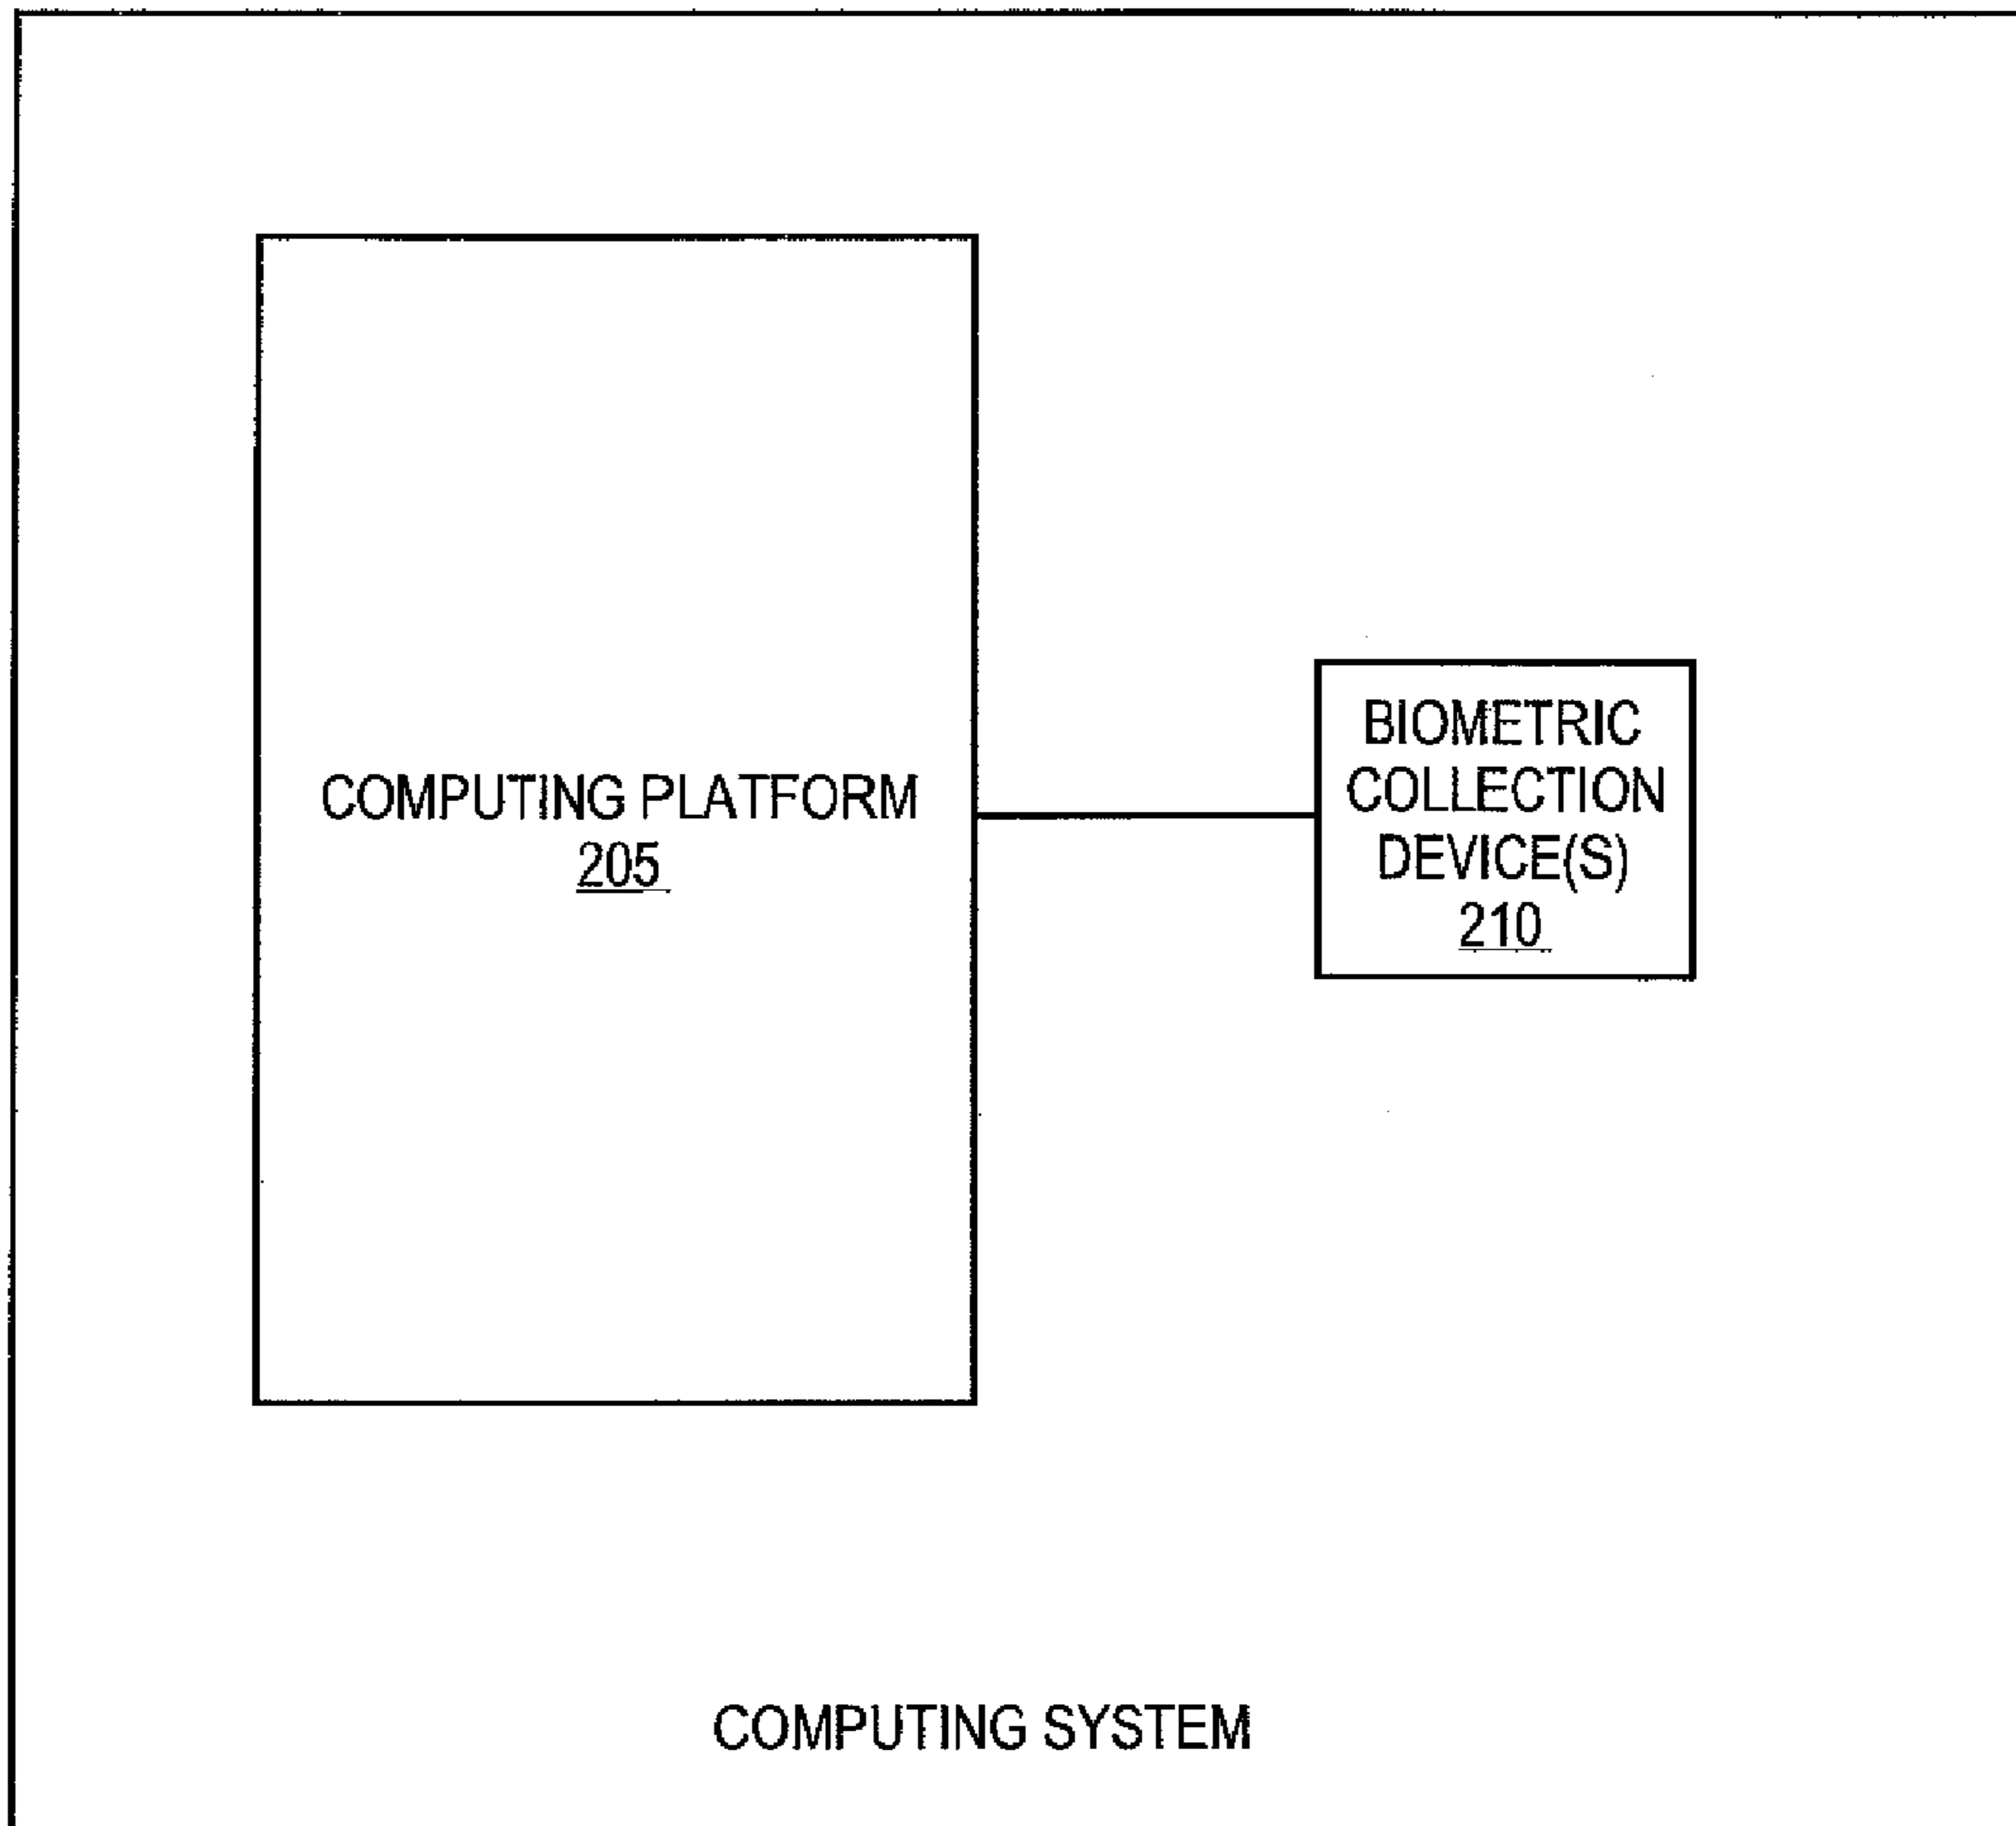 COMPUTING PLATFORM
205
BIOMETRIC
COLLECTION
DEVICE(S)
210
COMPUTING SYSTEM